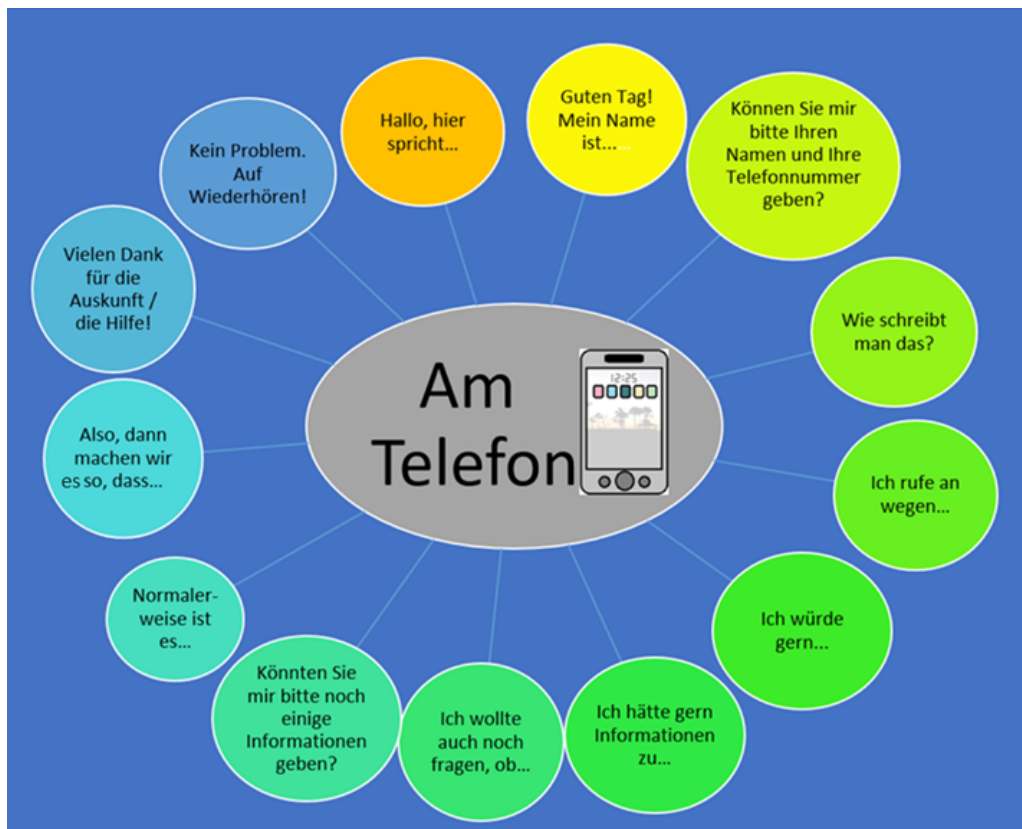 Am
Telefon
12:25
Hallo, hier
spricht...
Guten Tag!
Mein Name
ist......
Können Sie mir
bitte Ihren
Namen und Ihre
Telefonnummer
geben?
Wie schreibt
man das?
Ich rufe an
wegen...
Ich würde
gern...
Ich hätte gern
Informationen
zu...
Ich wollte
auch noch
fragen, ob...
Könnten Sie
mir bitte noch
einige
Informationen
geben?
Normaler-
weise ist
es...
Also, dann
machen wir
es so, dass...
Vielen Dank
für die
Auskunft /
die Hilfe!
Kein Problem.
Auf
Wiederhören!